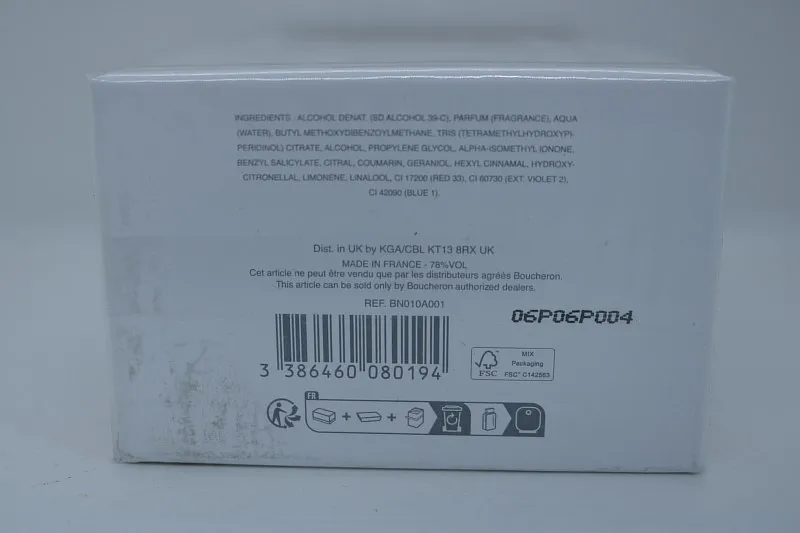 INGREDIENTS : ALCOHOL DENAT. (SD ALCOHOL 39-C), PARFUM (FRAGRANCE), AQUA
(WATER), BUTYL METHOXYDIBENZOYLMETHANE, TRIS (TETRAMETHYLHYDROXYPI-
PERIDINOL) CITRATE, ALCOHOL, PROPYLENE GLYCOL, ALPHA-ISOMETHYL IONONE,
BENZYL SALICYLATE, CITRAL, COUMARIN, GERANIOL, HEXYL CINNAMAL, HYDROXY-
CITRONELLAL, LIMONENE, LINALOOL, CI 17200 (RED 33), CI 60730 (EXT. VIOLET 2),
CI 42090 (BLUE 1).
Dist. in UK by KGA/CBL KT13 8RX UK
MADE IN FRANCE - 78%VOL
Cet article ne peut être vendu que par les distributeurs agréés Boucheron.
This article can be sold only by Boucheron authorized dealers.
REF. BN010A001
06P06P004
3 386460 080194
MIX
Packaging
FSC FSC® C142563
FR